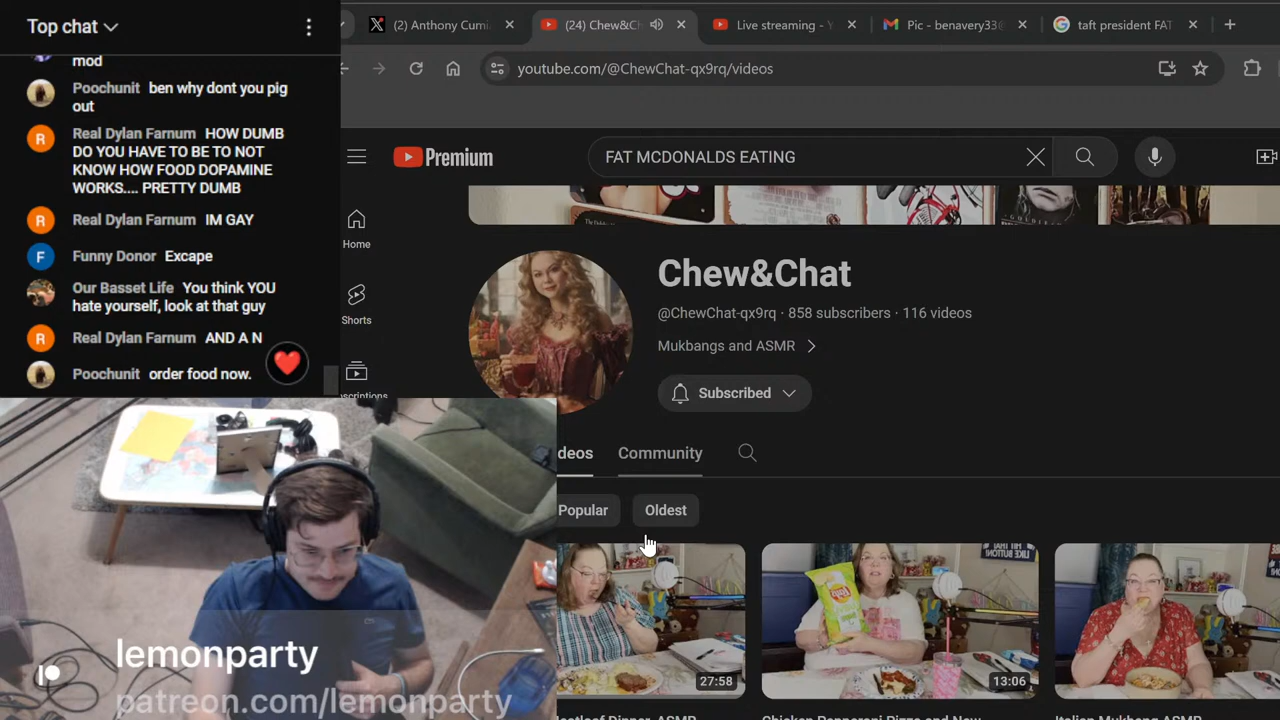 Top chat
mod
Poochunit ben why dont you pig
out
Real Dylan Farnum HOW DUMB
DO YOU HAVE TO BE TO NOT
KNOW HOW FOOD DOPAMINE
WORKS.... PRETTY DUMB
Real Dylan Farnum IM GAY
Funny Donor Excape
Our Basset Life You think YOU
hate yourself, look at that guy
Real Dylan Farnum AND A N
Poochunit order food now.
R
R
F
R
(2) Anthony Cumia
(24) Chew&Ch
Live streaming - Y
Pic - benavery33@
taft president FAT
youtube.com/@ChewChat-qx9rq/videos
Premium
FAT MCDONALDS EATING
Home
Shorts
Chew&Chat
@ChewChat-qx9rq · 858 subscribers · 116 videos
Mukbangs and ASMR
Subscribed
deos
Community
Popular
Oldest
27:58
13:06
lemonparty
patreon.com/lemonparty